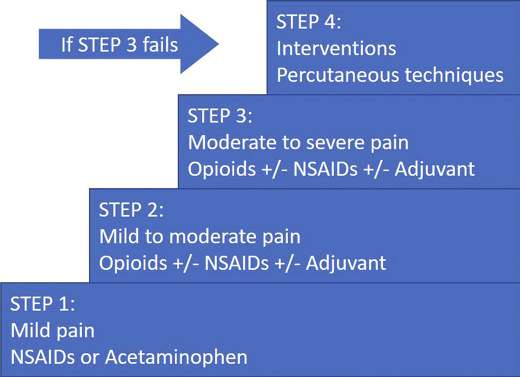 If STEP 3 fails
STEP 4:
Interventions
Percutaneous techniques
STEP 3:
Moderate to severe pain
Opioids +/- NSAIDs +/- Adjuvant
STEP 2:
Mild to moderate pain
Opioids +/- NSAIDs +/- Adjuvant
STEP 1:
Mild pain
NSAIDs or Acetaminophen